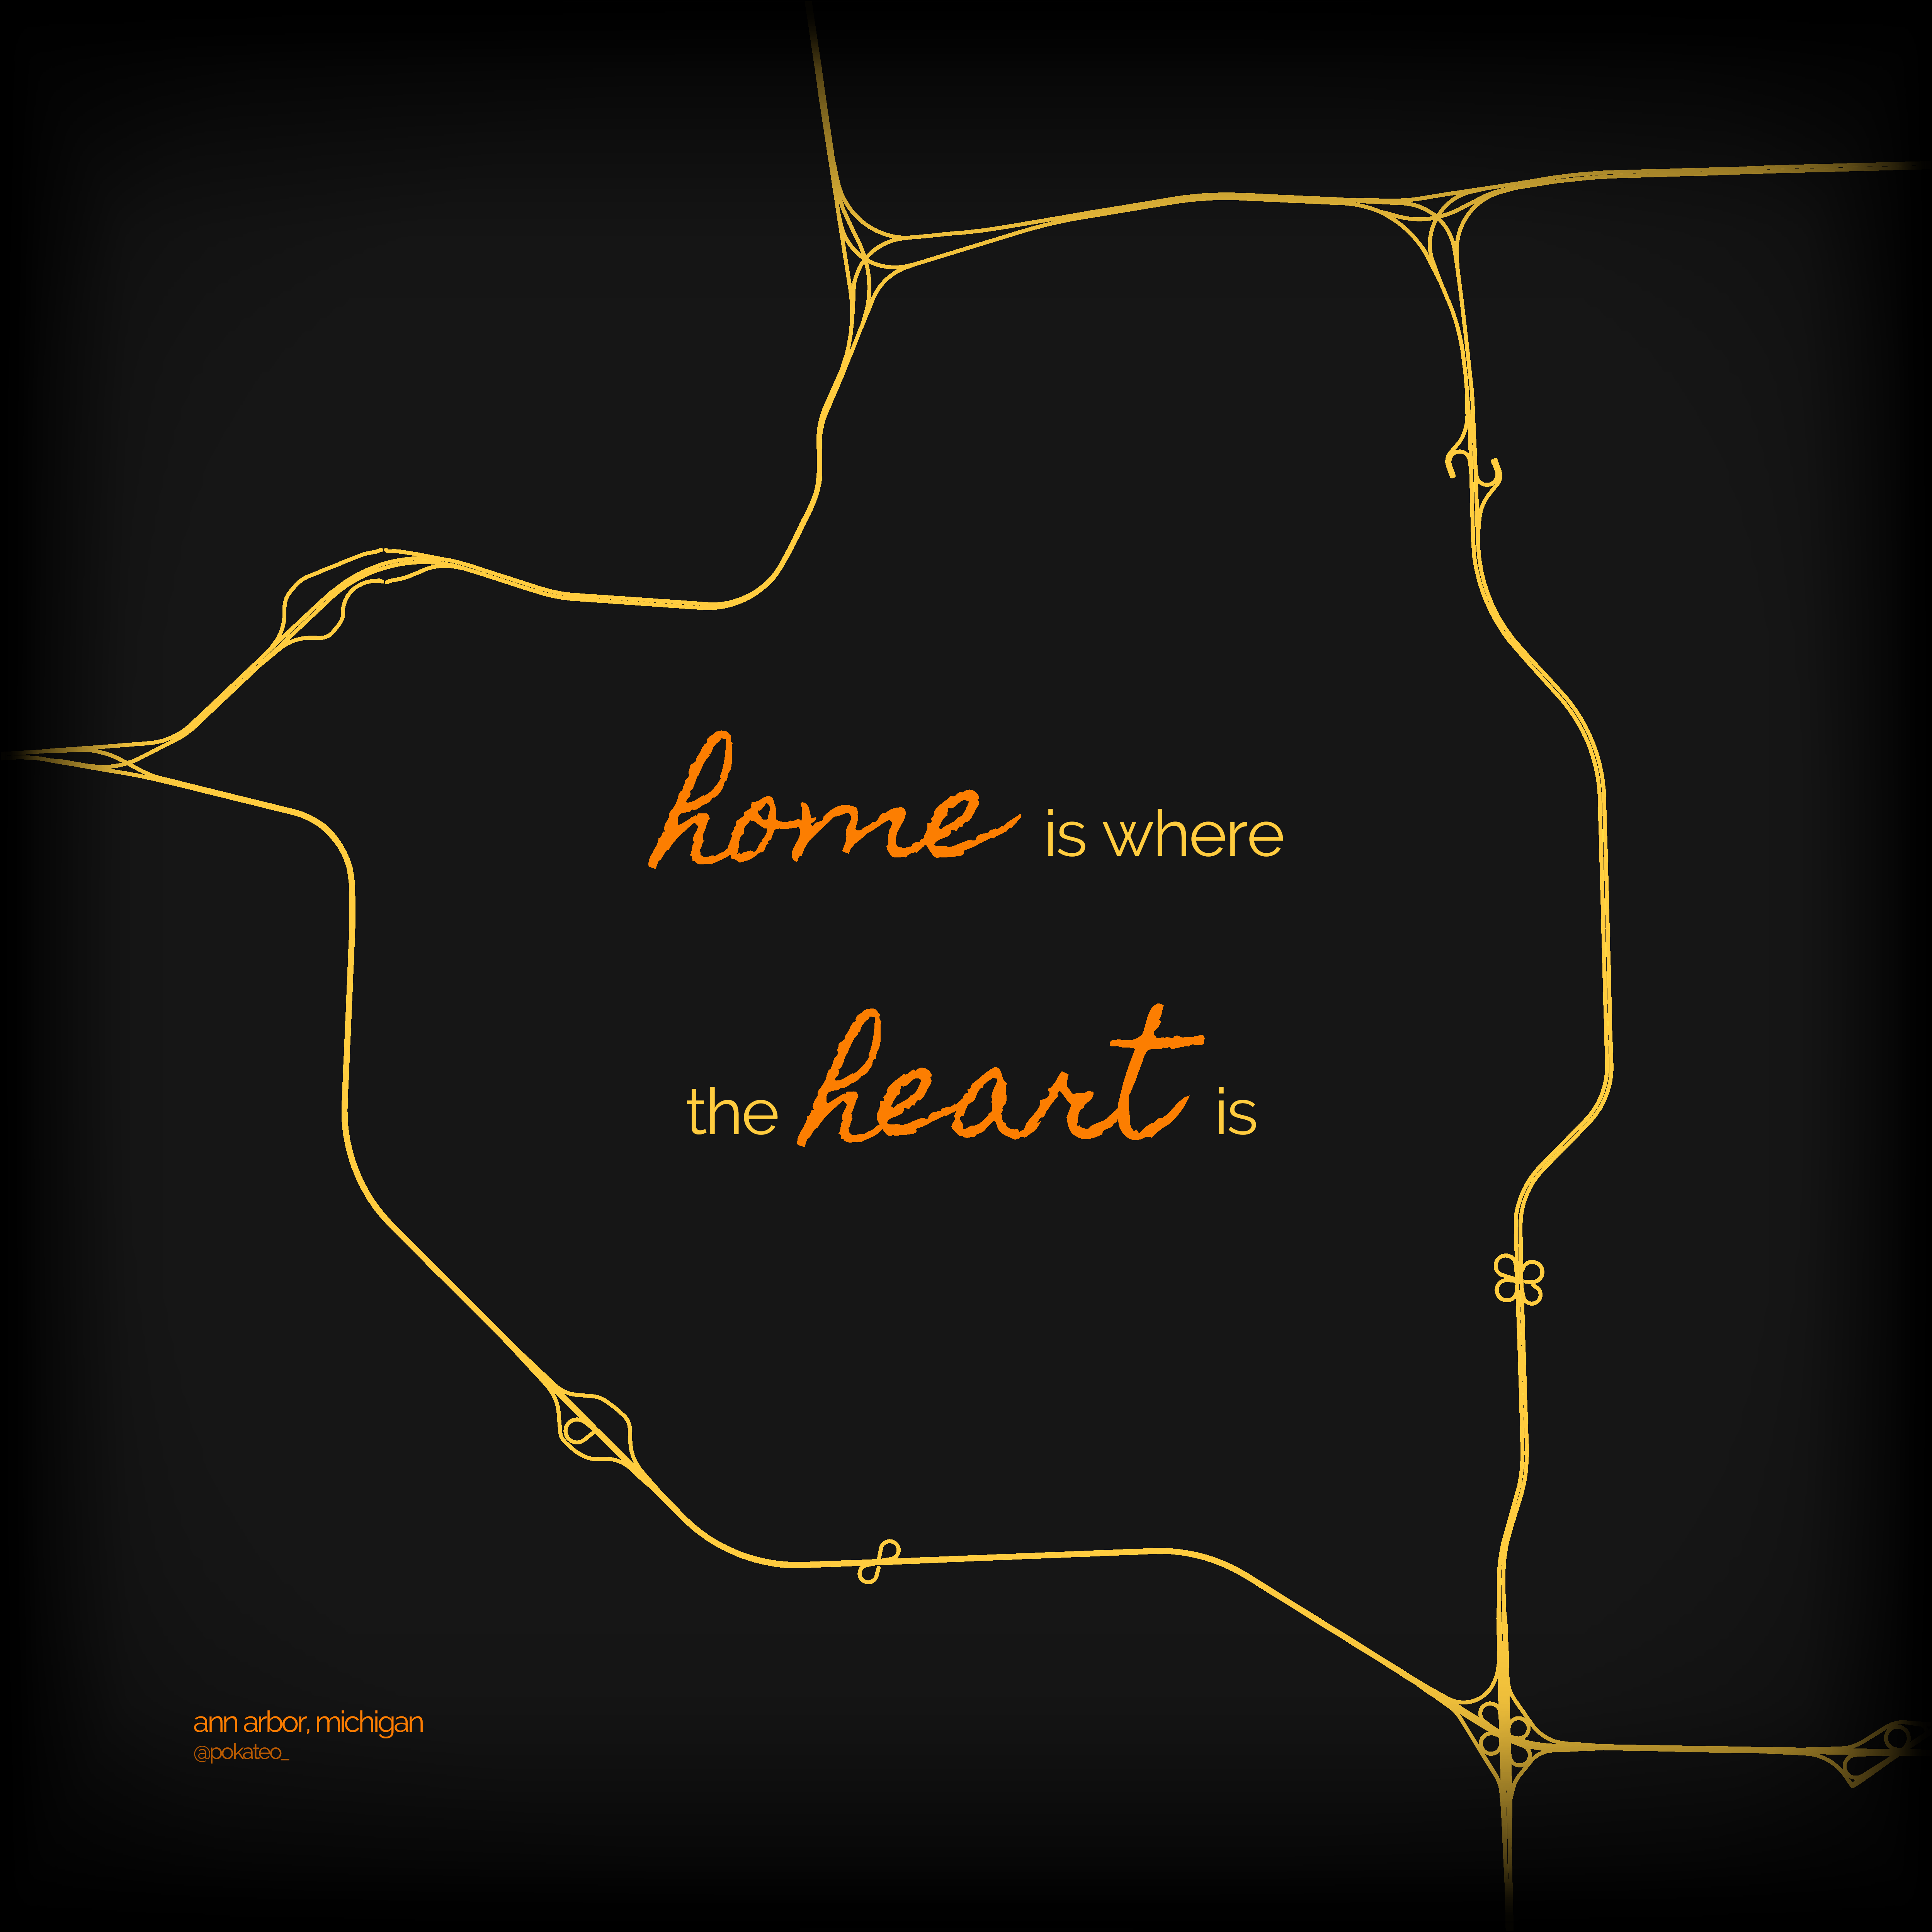 home is where
the heart is
ann arbor, michigan
@pokateo_